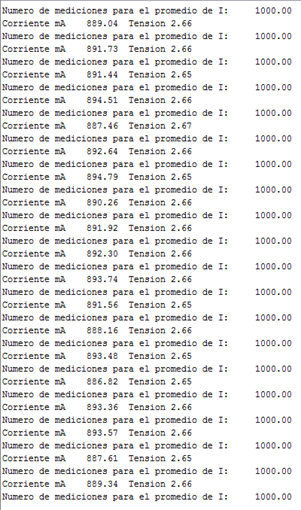 Numero de mediciones para el promedio de I: 1000.00
Corriente mA 889.04 Tension 2.66
Numero de mediciones para el promedio de I: 1000.00
Corriente mA 891.73 Tension 2.66
Numero de mediciones para el promedio de I: 1000.00
Corriente mA 891.44 Tension 2.65
Numero de mediciones para el promedio de I: 1000.00
Corriente mA 894.51 Tension 2.66
Numero de mediciones para el promedio de I: 1000.00
Corriente mA 887.46 Tension 2.67
Numero de mediciones para el promedio de I: 1000.00
Corriente mA 892.64 Tension 2.66
Numero de mediciones para el promedio de I: 1000.00
Corriente mA 894.79 Tension 2.65
Numero de mediciones para el promedio de I: 1000.00
Corriente mA 890.26 Tension 2.66
Numero de mediciones para el promedio de I: 1000.00
Corriente mA 891.92 Tension 2.66
Numero de mediciones para el promedio de I: 1000.00
Corriente mA 892.30 Tension 2.66
Numero de mediciones para el promedio de I: 1000.00
Corriente mA 893.74 Tension 2.66
Numero de mediciones para el promedio de I: 1000.00
Corriente mA 891.56 Tension 2.65
Numero de mediciones para el promedio de I: 1000.00
Corriente mA 888.16 Tension 2.66
Numero de mediciones para el promedio de I: 1000.00
Corriente mA 893.48 Tension 2.65
Numero de mediciones para el promedio de I: 1000.00
Corriente mA 886.82 Tension 2.65
Numero de mediciones para el promedio de I: 1000.00
Corriente mA 893.36 Tension 2.66
Numero de mediciones para el promedio de I: 1000.00
Corriente mA 893.57 Tension 2.66
Numero de mediciones para el promedio de I: 1000.00
Corriente mA 887.61 Tension 2.65
Numero de mediciones para el promedio de I: 1000.00
Corriente mA 889.34 Tension 2.66
Numero de mediciones para el promedio de I: 1000.00